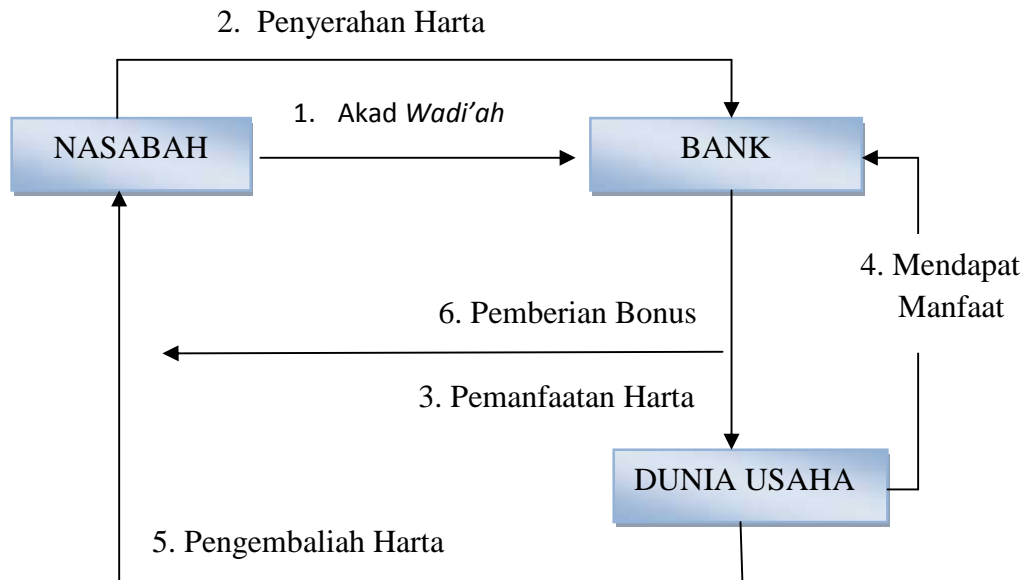 2. Penyerahan Harta
1. Akad Wadi’ah
NASABAH
BANK
4. Mendapat
Manfaat
6. Pemberian Bonus
3. Pemanfaatan Harta
DUNIA USAHA
5. Pengembaliah Harta